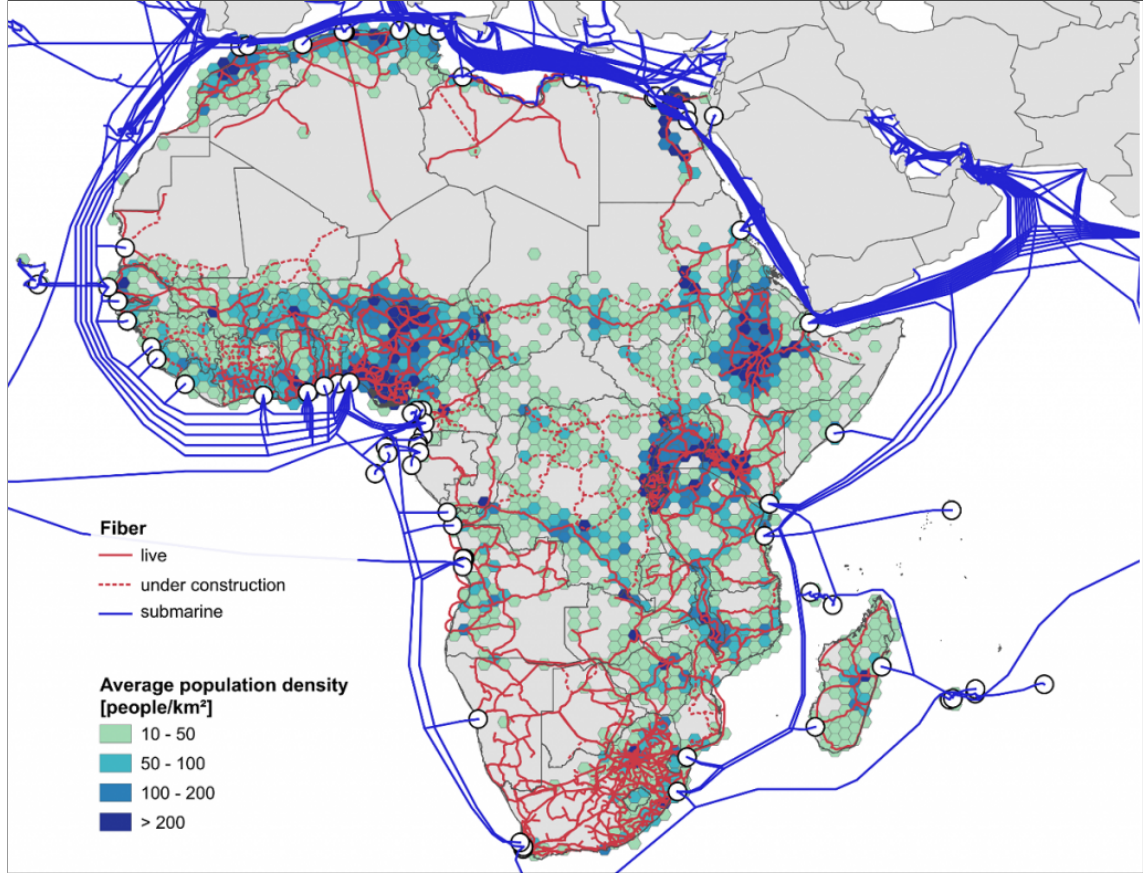 Fiber
live
under construction
submarine
Average population density
[people/km²]
10 - 50
50 - 100
100 - 200
> 200